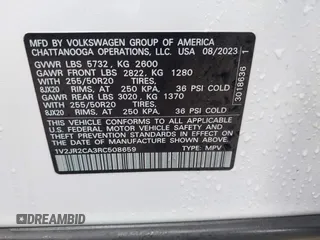 MFD BY VOLKSWAGEN GROUP OF AMERICA
CHATTANOOGA OPERATIONS, LLC. USA 08/2023
GVWR LBS 5732, KG 2600
GAWR FRONT LBS 2822, KG 1280
WITH 255/50R20 TIRES,
8JX20 RIMS, AT 250 KPA, 36 PSI COLD
GAWR REAR LBS 3020, KG 1370
WITH 255/50R20 TIRES,
8JX20 RIMS, AT 250 KPA, 36 PSI COLD
THIS VEHICLE CONFORMS TO ALL APPLICABLE
FEDERAL MOTOR VEHICLE SAFETY AND
THEFT PREVENTION STANDARDS IN EFFECT
ON THE DATE OF MANUFACTURE SHOWN ABOVE.
1V2JR2CA3RC508659 TYPE: MPV
3018636 1
DREAMBID